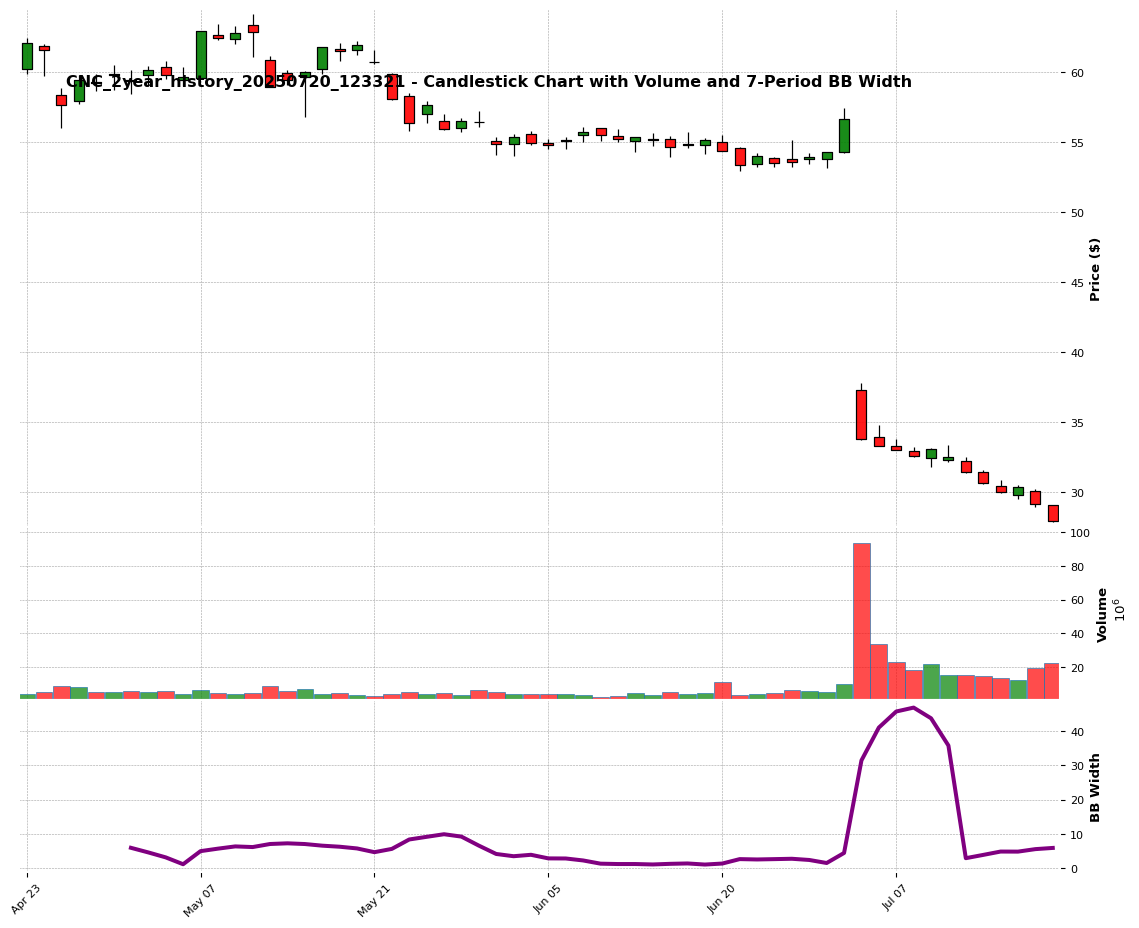 CNC_2year_history_20250720_123321 - Candlestick Chart with Volume and 7-Period BB Width
60
55
50
45
40
35
30
Price ($)
100
80
60
40
20
Volume
10^6
40
30
20
10
0
BB Width
Apr 23
May 07
May 21
Jun 05
Jun 20
Jul 07